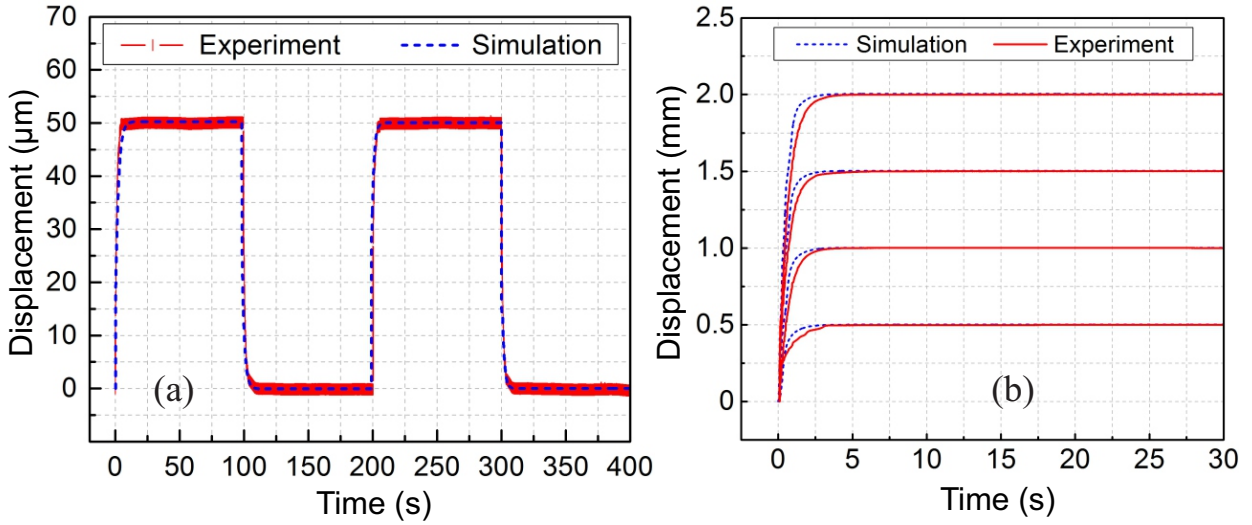 70
60
50
40
30
20
10
0
Displacement (µm)
Experiment
Simulation
(a)
0 50 100 150 200 250 300 350 400
Time (s)
2.5
2.0
1.5
1.0
0.5
0
Displacement (mm)
Simulation
Experiment
(b)
0 5 10 15 20 25 30
Time (s)